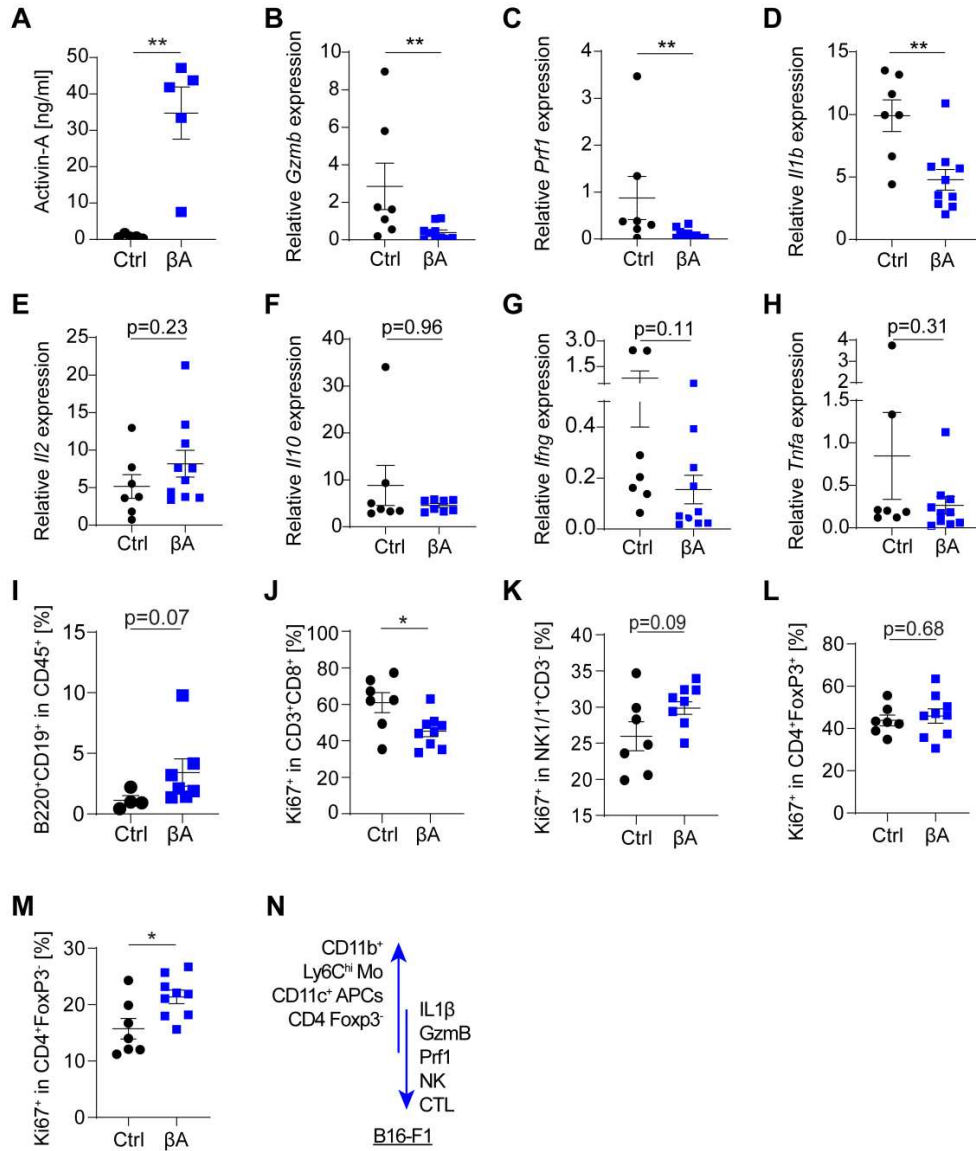 A
Activin-A [ng/ml]
**
50
40
30
20
10
0
Ctrl βA
B
Relative Gzmb expression
**
10
8
6
4
2
0
Ctrl βA
C
Relative Prf1 expression
**
4
3
2
1
0
Ctrl βA
D
Relative Il1b expression
**
15
10
5
0
Ctrl βA
E
Relative Il2 expression
p=0.23
25
20
15
10
5
0
Ctrl βA
F
Relative Il10 expression
p=0.96
40
30
20
10
0
Ctrl βA
G
Relative Ifng expression
p=0.11
3.0
1.5
0.4
0.2
0.0
Ctrl βA
H
Relative Tnfa expression
p=0.31
4
3
2
1.5
1.0
0.5
0.0
Ctrl βA
I
B220⁺CD19⁺ in CD45⁺ [%]
p=0.07
15
10
5
0
Ctrl βA
J
Ki67⁺ in CD3⁺CD8⁺ [%]
*
100
80
60
40
20
0
Ctrl βA
K
Ki67⁺ in NK1/1⁺CD3⁻ [%]
p=0.09
40
35
30
25
20
15
Ctrl βA
L
Ki67⁺ in CD4⁺FoxP3⁺ [%]
p=0.68
80
60
40
20
0
Ctrl βA
M
Ki67⁺ in CD4⁺FoxP3⁻ [%]
*
30
20
10
0
Ctrl βA
N
CD11b⁺
Ly6Cʰⁱ Mo
CD11c⁺ APCs
CD4 Foxp3⁻
IL1β
GzmB
Prf1
NK
CTL
B16-F1